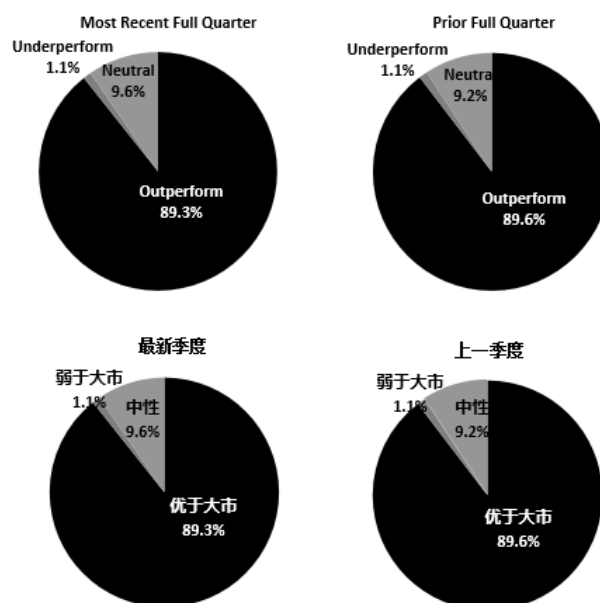 Most Recent Full Quarter
Underperform
1.1%
Neutral
9.6%
Outperform
89.3%
Prior Full Quarter
Underperform
1.1%
Neutra
9.2%
Outperform
89.6%
最新季度
弱于大市
1.1%
中性
9.6%
优于大市
89.3%
上一季度
弱于大市
1.1%
中性
9.2%
优于大市
89.6%